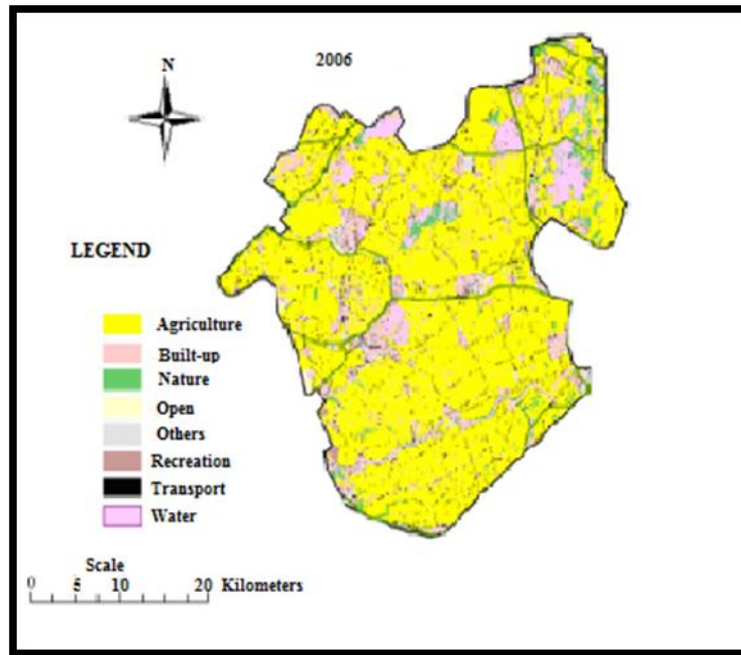 2006
N
LEGEND
Agriculture
Built-up
Nature
Open
Others
Recreation
Transport
Water
Scale
0 5 10 20 Kilometers